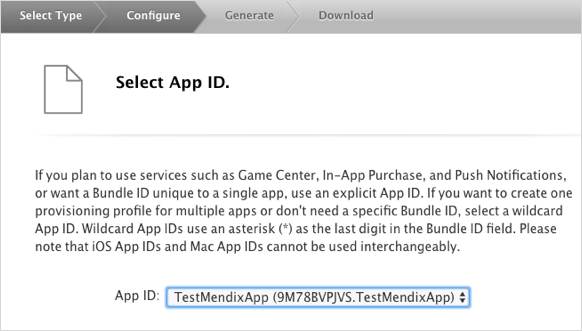 Select Type Configure Generate Download
Select App ID.
If you plan to use services such as Game Center, In-App Purchase, and Push Notifications,
or want a Bundle ID unique to a single app, use an explicit App ID. If you want to create one
provisioning profile for multiple apps or don't need a specific Bundle ID, select a wildcard
App ID. Wildcard App IDs use an asterisk (*) as the last digit in the Bundle ID field. Please
note that iOS App IDs and Mac App IDs cannot be used interchangeably.
App ID: TestMendixApp (9M78BVPJVS.TestMendixApp)